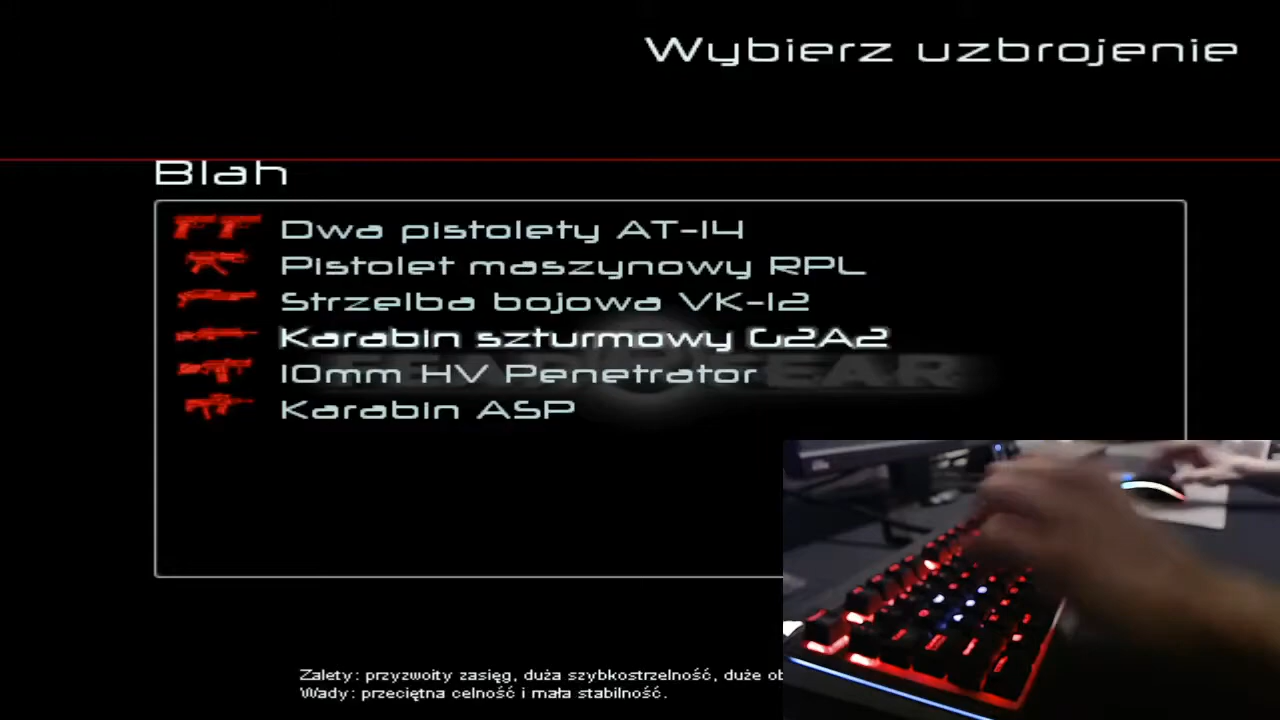 Wybierz uzbrojenie
Blah
Dwa pistolety AT-14
Pistolet maszynowy RPL
Strzelba bojowa VK-12
Karabin szturmowy G2A2
10mm HV Penetrator
Karabin ASP
Zalety: przyzwoity zasięg, duża szybkostrzelność, duże
Wady: przeciętna celność i mała stabilność.